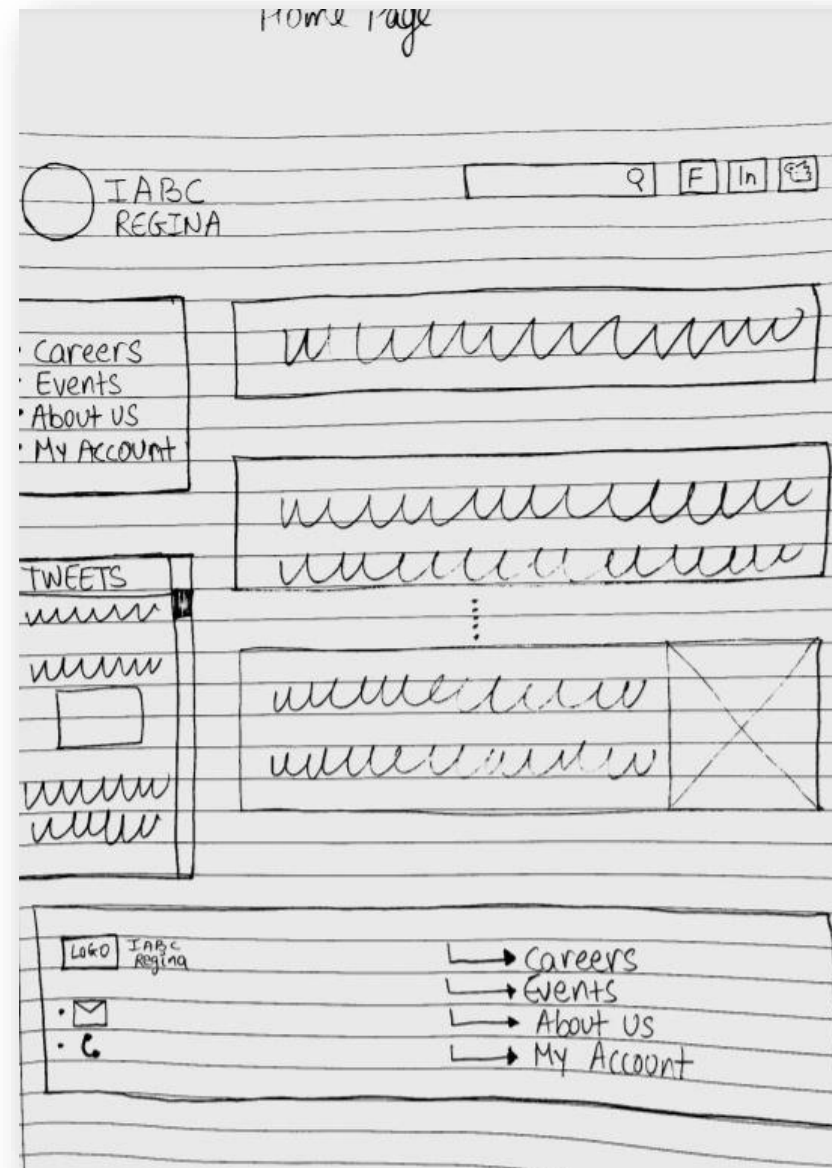 Home Page
IABC
REGINA
F In
• Careers
• Events
• About us
• My Account
TWEETS
LOGO IABC
Regina
Careers
Events
About us
My Account